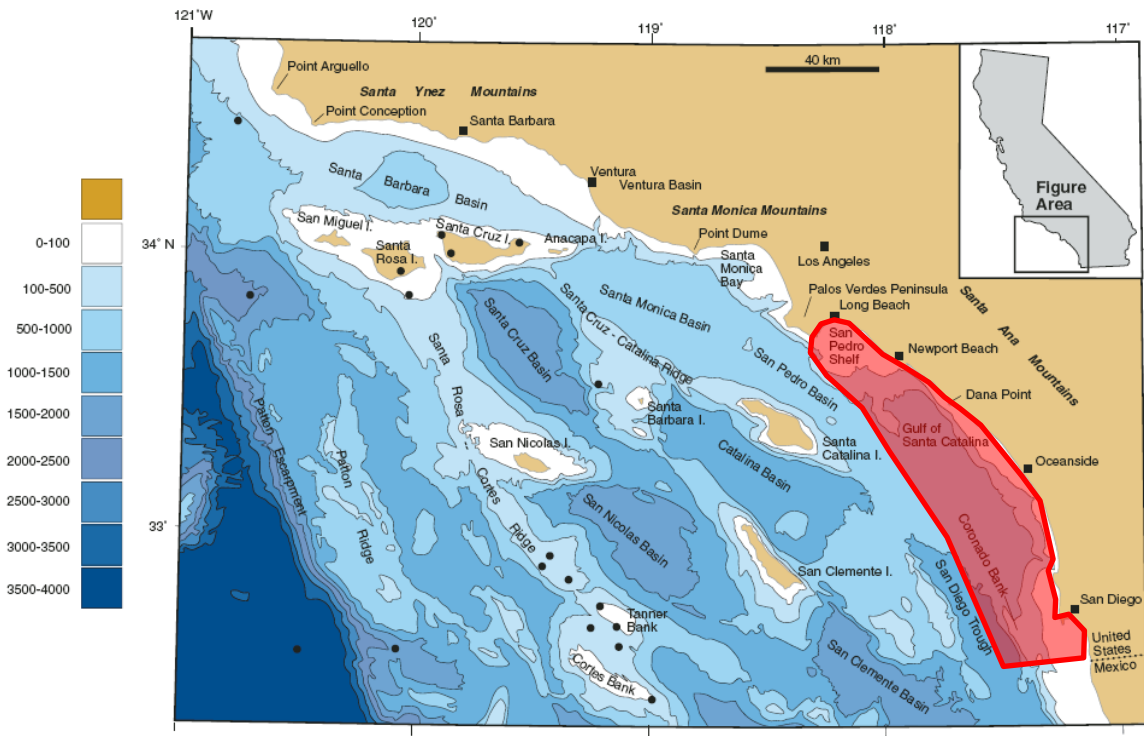 121°W
120°
119°
118°
117°
40 km
Point Arguello
Santa Ynez Mountains
Point Conception
Santa Barbara
Ventura
Ventura Basin
Santa Barbara Basin
Santa Monica Mountains
Figure
Area
San Miguel I.
Santa Cruz I.
Anacapa I.
Point Dume
34° N
Santa
Rosa I.
Santa
Monica
Bay
Los Angeles
Palos Verdes Peninsula
Long Beach
Santa Ana Mountains
Santa Monica Basin
Santa Cruz Basin
Santa Cruz - Catalina Ridge
San Pedro Basin
San
Pedro
Shelf
Newport Beach
Dana Point
Santa Rosa
Cortes
Ridge
Santa
Barbara I.
Santa
Catalina I.
Gulf of
Santa Catalina
San Nicolas I.
Catalina Basin
Oceanside
Patton Escarpment
Patton
Ridge
San Nicolas Basin
33°
San Clemente I.
Coronado Bank
San Diego Trough
San Diego
Tanner
Bank
Cortes Bank
San Clemente Basin
United
States
Mexico
0-100
100-500
500-1000
1000-1500
1500-2000
2000-2500
2500-3000
3000-3500
3500-4000